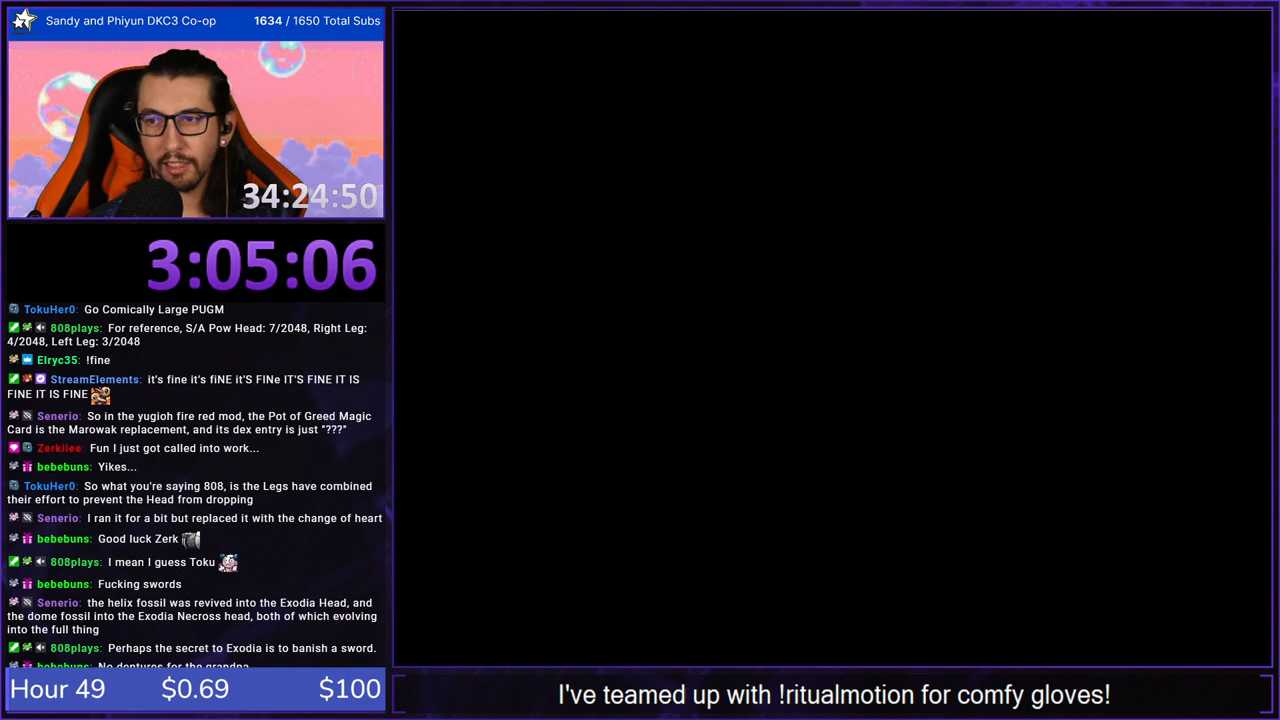 Sandy and Phiyun DKC3 Co-op
1634 / 1650 Total Subs
34:24:50
3:05:06
TokuHer0: Go Comically Large PUGM
808plays: For reference, S/A Pow Head: 7/2048, Right Leg:
4/2048, Left Leg: 3/2048
Elryc35: !fine
StreamElements: it's fine it's fiNE it'S FINe IT'S FINE IT IS
FINE IT IS FINE
Senerio: So in the yugioh fire red mod, the Pot of Greed Magic
Card is the Marowak replacement, and its dex entry is just "???"
Zerkilee: Fun I just got called into work...
bebebuns: Yikes...
TokuHer0: So what you're saying 808, is the Legs have combined
their effort to prevent the Head from dropping
Senerio: I ran it for a bit but replaced it with the change of heart
bebebuns: Good luck Zerk
808plays: I mean I guess Toku
bebebuns: Fucking swords
Senerio: the helix fossil was revived into the Exodia Head, and
the dome fossil into the Exodia Necross head, both of which evolving
into the full thing
808plays: Perhaps the secret to Exodia is to banish a sword.
bebebuns: No dentures for the grandpa
Hour 49 $0.69 $100
I've teamed up with !ritualmotion for comfy gloves!